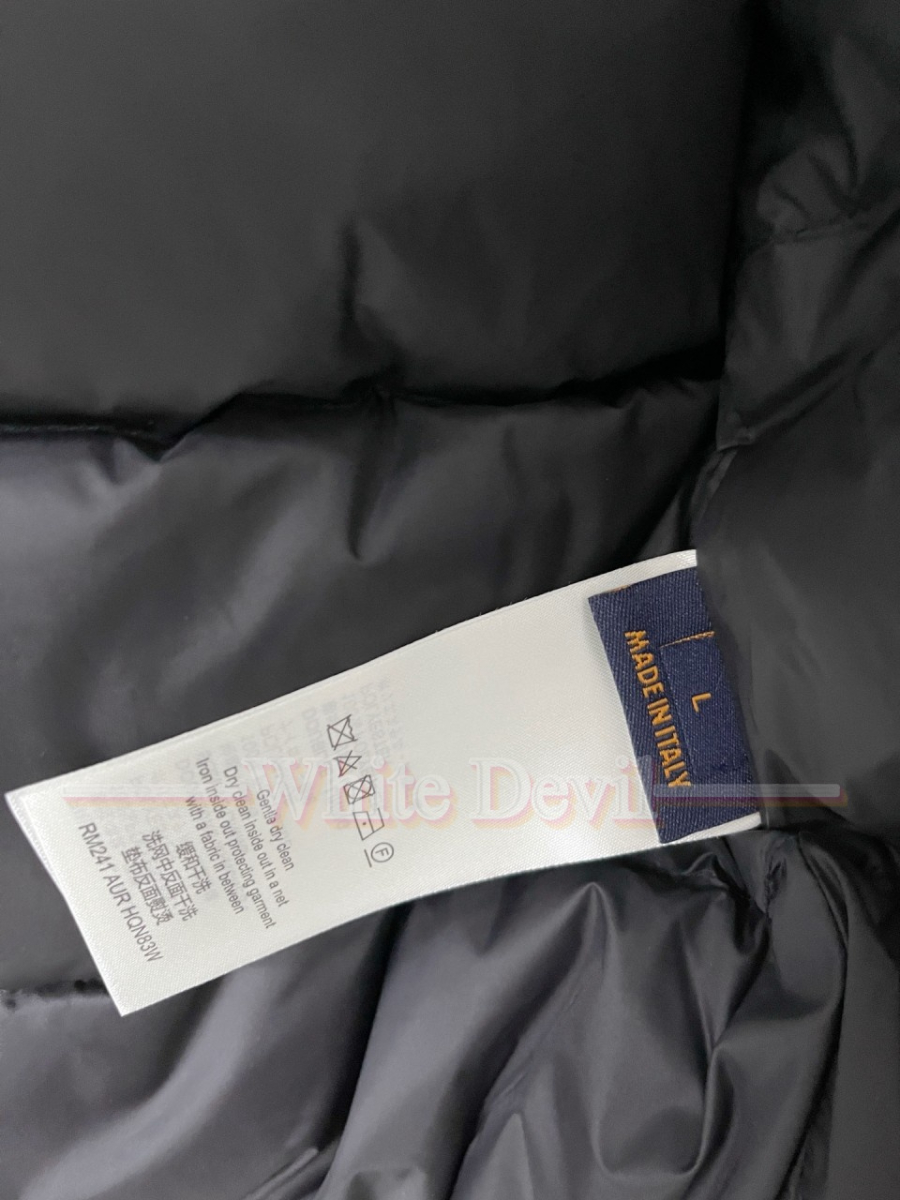 L
MADE IN ITALY
Gentle dry clean
Dry clean inside out in a net
Iron inside out protecting garment
with a fabric in between
缓和干洗
洗网中反面干洗
垫布反面熨烫
RM241 AUR HQN83W
White Devil